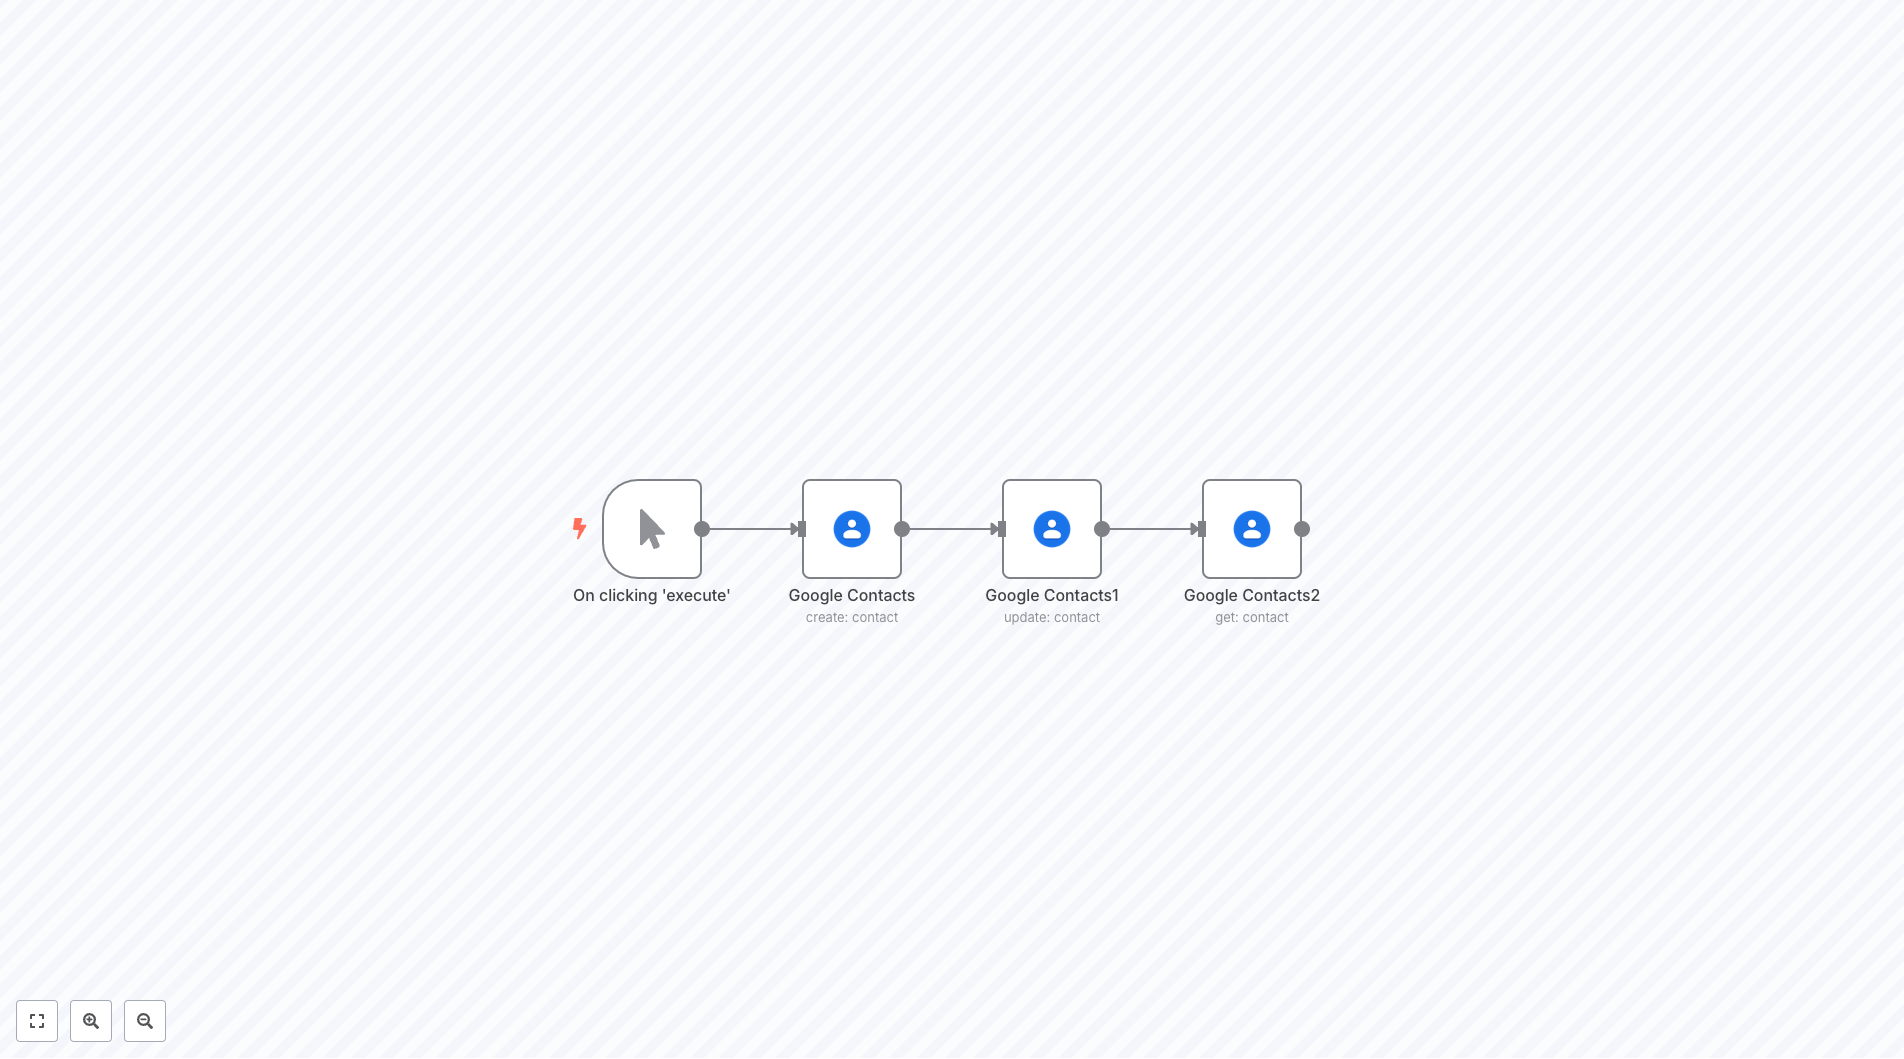 On clicking 'execute'
Google Contacts
create: contact
Google Contacts1
update: contact
Google Contacts2
get: contact